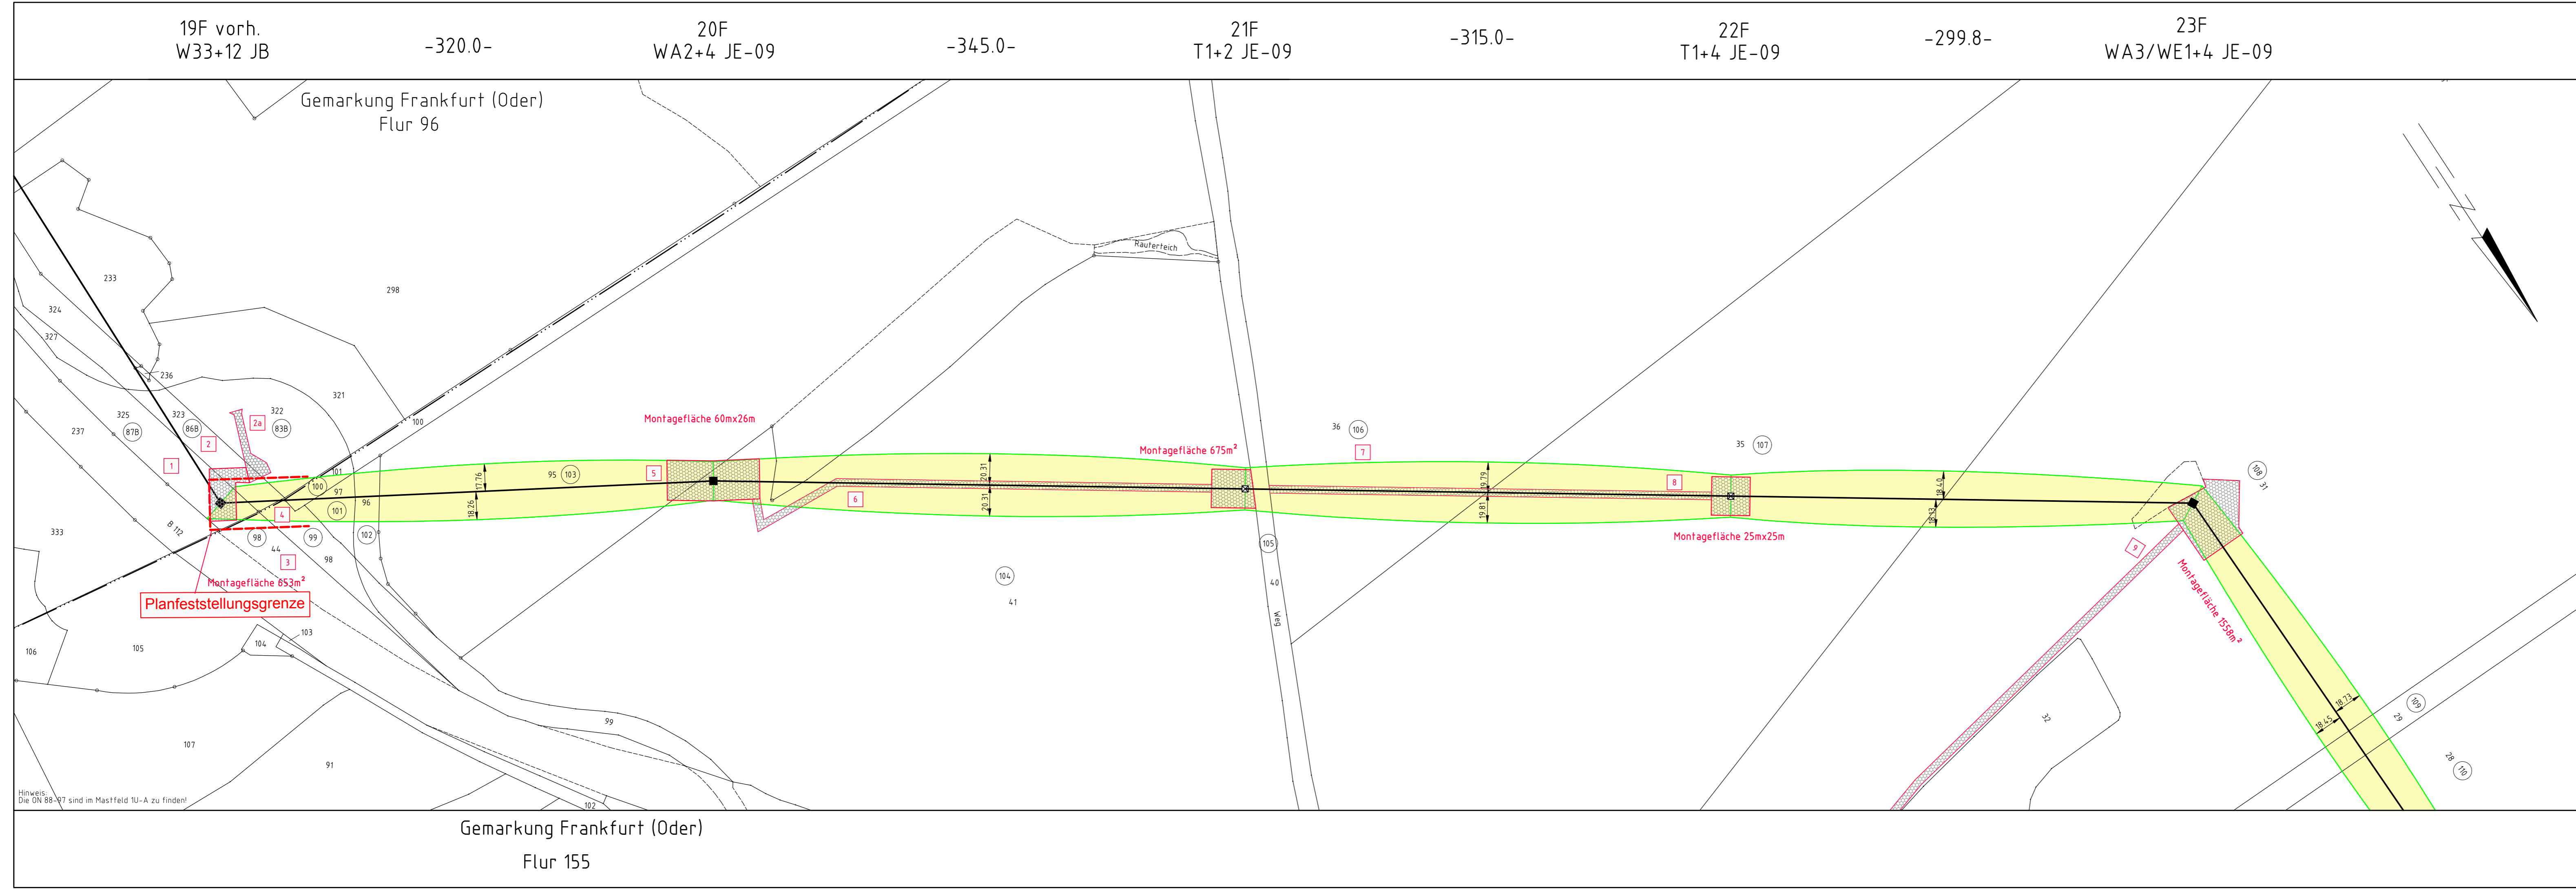 19F vorh.
W33+12 JB
-320.0-
20F
WA2+4 JE-09
-345.0-
21F
T1+2 JE-09
-315.0-
22F
T1+4 JE-09
-299.8-
23F
WA3/WE1+4 JE-09
Gemarkung Frankfurt (Oder)
Flur 96
233
298
324
327
236
325
323
322
321
237
87B
86B
2
2a
83B
1
100
101
100
97
96
101
4
98
99
102
44
98
3
333
B 112
Montagefläche 653m²
Planfeststellungsgrenze
106
105
104
103
107
91
99
102
Hinweis:
Die ON 88-97 sind im Mastfeld 1U-A zu finden!
17.76
18.26
95
103
Montagefläche 60mx26m
5
6
20.31
20.31
Rauterteich
104
41
Montagefläche 675m²
105
40
Weg
36
106
7
19.79
19.81
35
107
8
Montagefläche 25mx25m
18.40
18.13
108
31
9
Montagefläche 1558m²
32
18.73
18.45
109
29
28
110
Gemarkung Frankfurt (Oder)
Flur 155